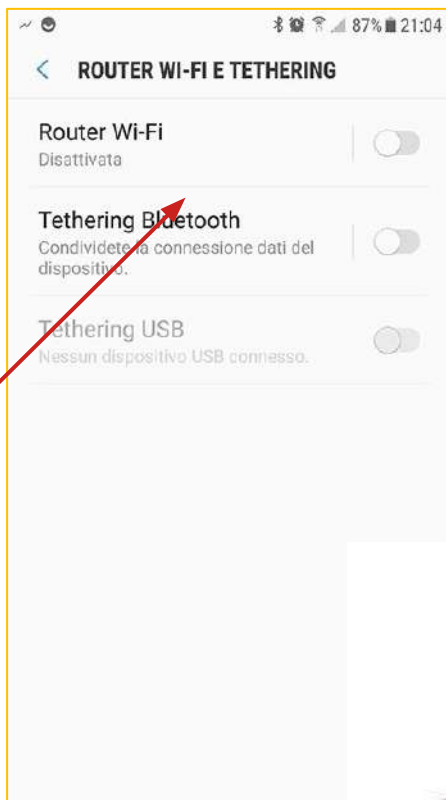 87% 21:04
ROUTER WI-FI E TETHERING
Router Wi-Fi
Disattivata
Tethering Bluetooth
Condividete la connessione dati del
dispositivo.
Tethering USB
Nessun dispositivo USB connesso.